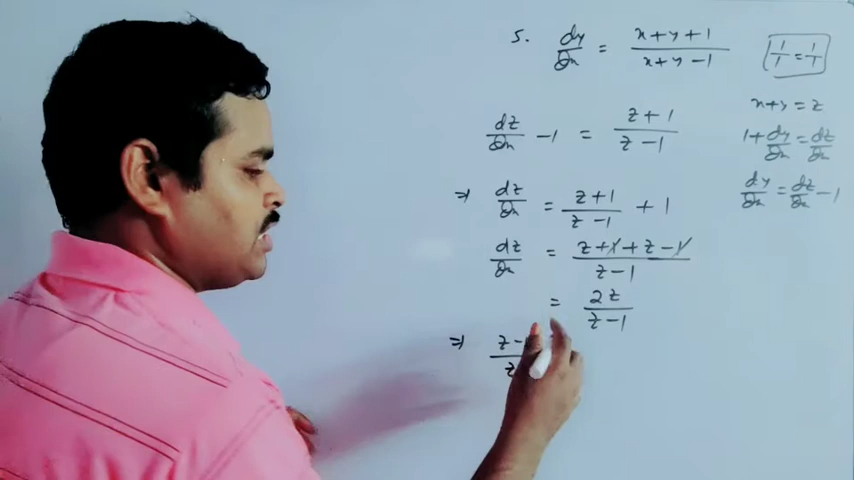 5. dy/dx = x+y+1/x+y-1
1/1 = 1/1
x+y = z
1+dy/dx = dz/dx
dy/dx = dz/dx -1
dz/dx -1 = z+1/z-1
⇒ dz/dx = z+1/z-1 + 1
dz/dx = z+1+z-1/z-1
= 2z/z-1
⇒ z-
z